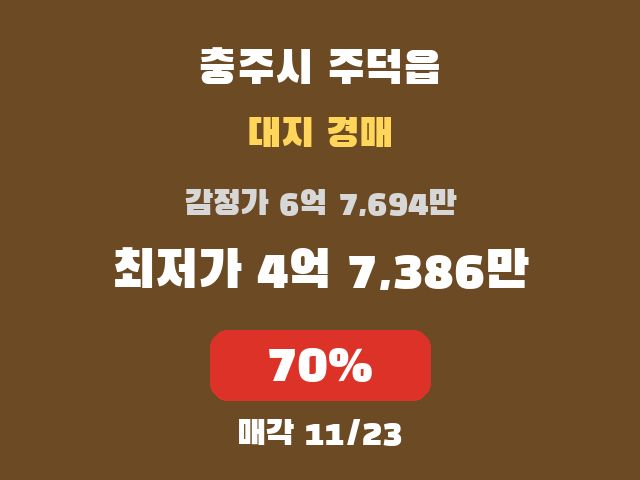 충주시 주덕읍
대지 경매
감정가 6억 7,694만
최저가 4억 7,386만
70%
매각 11/23